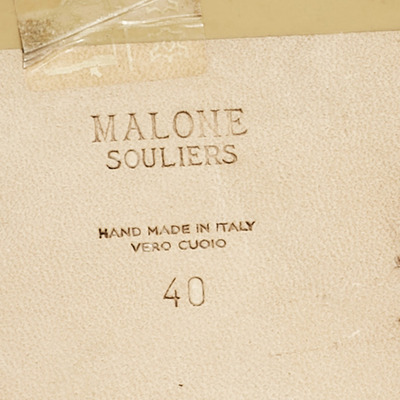 MALONE
SOULIERS
HAND MADE IN ITALY
VERO CUOIO
40